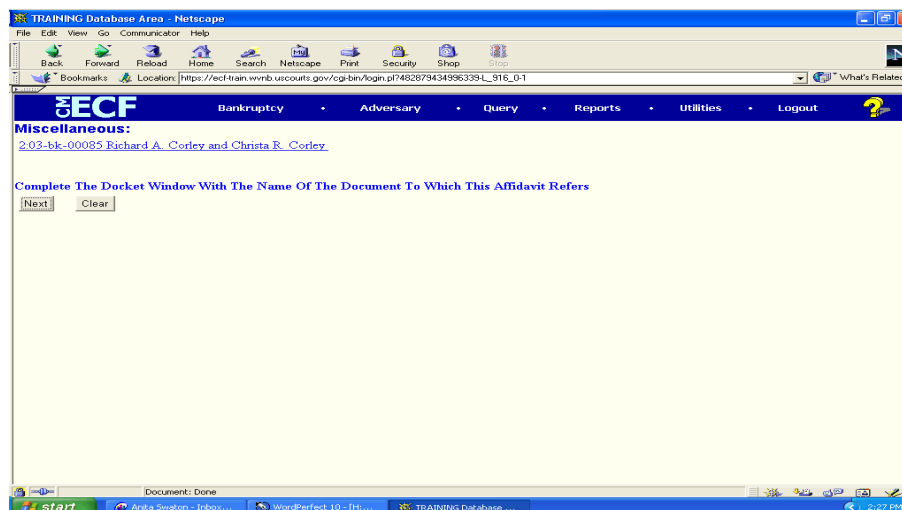 TRAINING Database Area - Netscape
File Edit View Go Communicator Help
Back Forward Reload Home Search Netscape Print Security Shop Stop
Bookmarks Location: https://ecf-train.wvnb.uscourts.gov/cgi-bin/login.pl?482879434996339-L_916_0-1 What's Related
CM ECF Bankruptcy • Adversary • Query • Reports • Utilities • Logout ?
Miscellaneous:
2:03-bk-00085 Richard A. Corley and Christa R. Corley
Complete The Docket Window With The Name Of The Document To Which This Affidavit Refers
Next Clear
Document: Done
start Anita Swaton - Inbox... WordPerfect 10 - [H:... TRAINING Database ... 2:27 PM